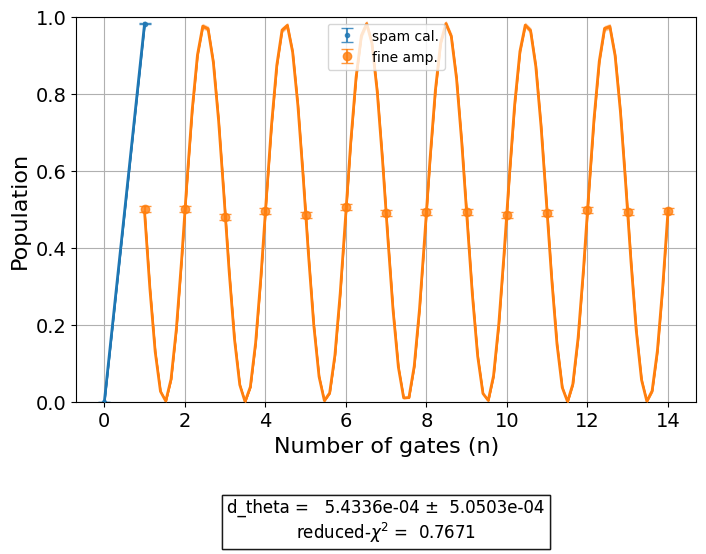 1.0
0.8
0.6
0.4
0.2
0.0
Population
spam cal.
fine amp.
0 2 4 6 8 10 12 14
Number of gates (n)
d_theta = 5.4336e-04 ± 5.0503e-04
reduced-χ² = 0.7671